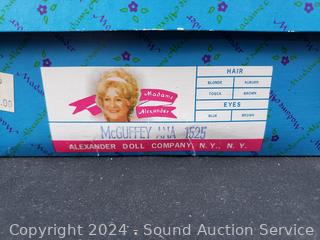 Madame
Alexander
HAIR
BLONDE AUBURN
TOSCA BROWN
EYES
BLUE BROWN
McGUFFEY ANA 1525
ALEXANDER DOLL COMPANY N.Y., N. Y.
.00
Copyright 2024 - Sound Auction Service